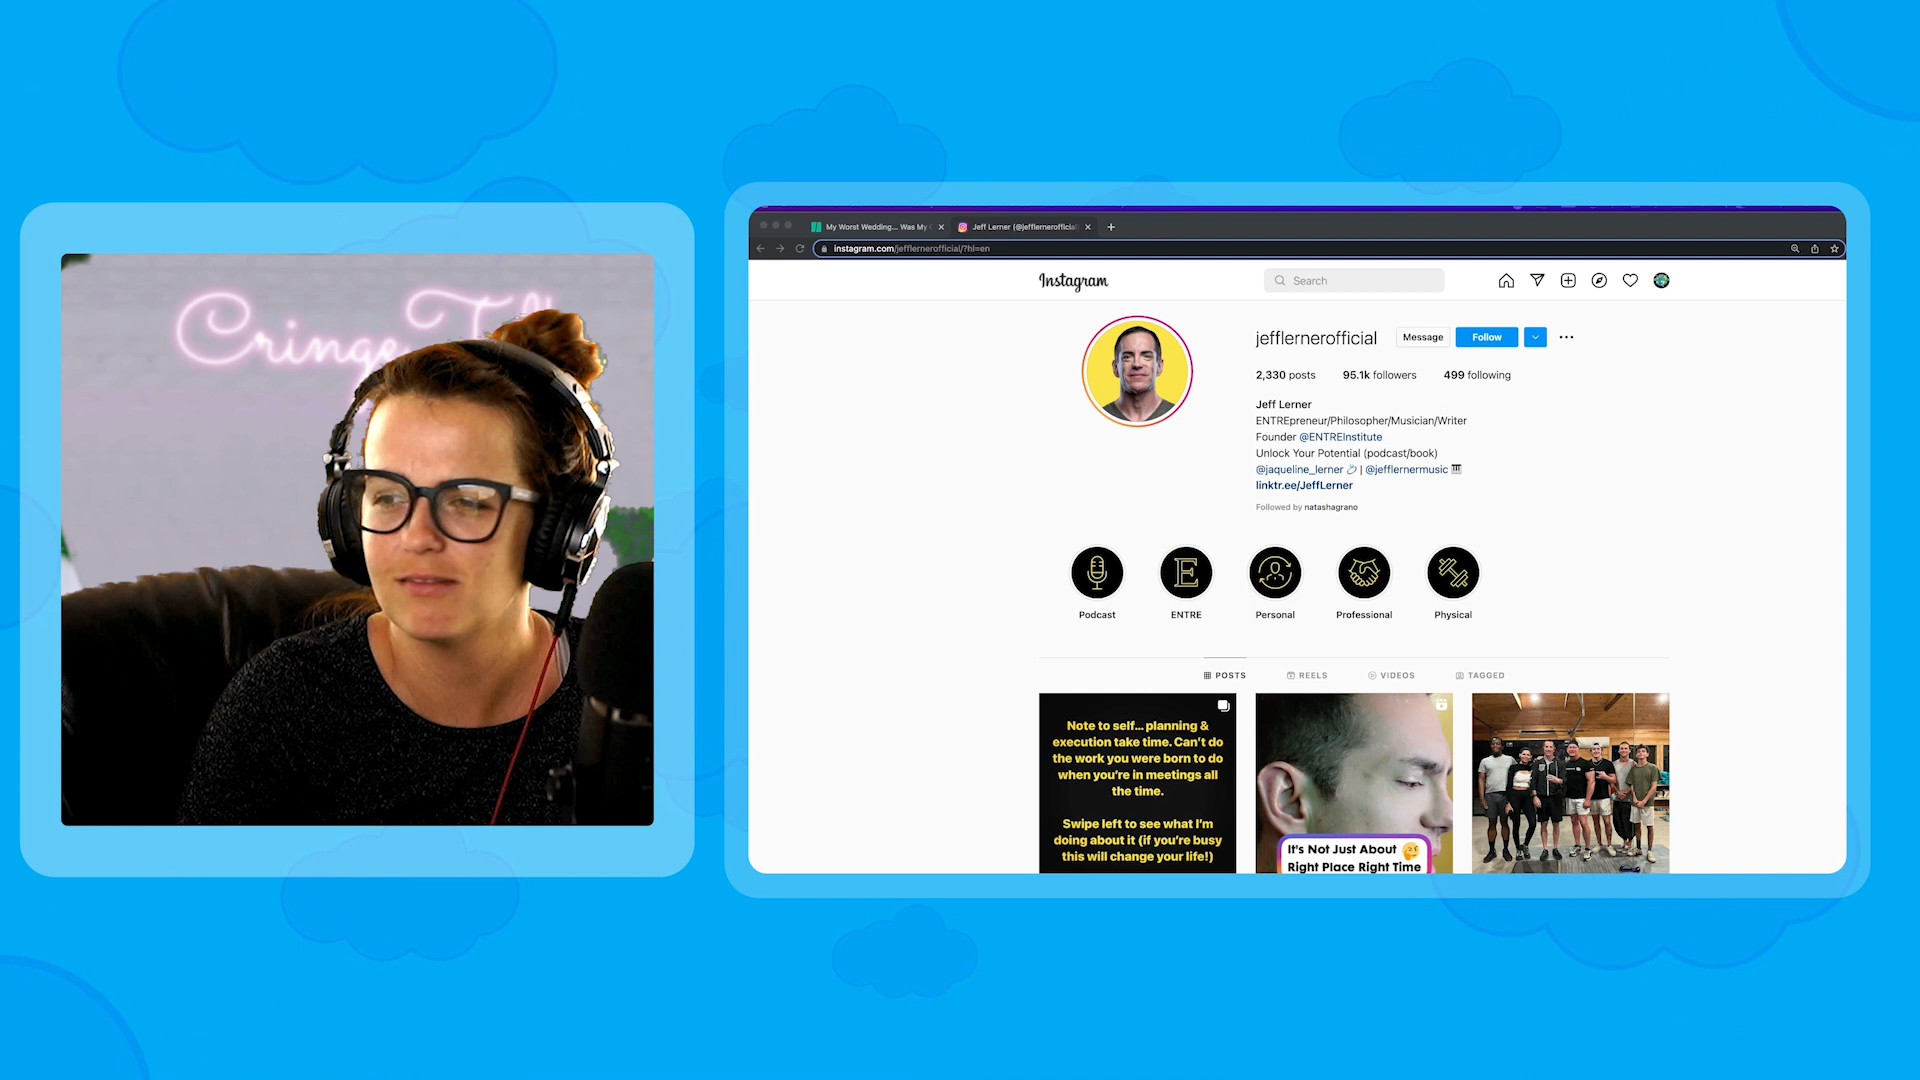 Cringe T
My Worst Wedding... Was My
Jeff Lerner (@jefflernerofficial
instagram.com/jefflernerofficial/?hl=en
Instagram
Search
jefflernerofficial
Message
Follow
2,330 posts
95.1k followers
499 following
Jeff Lerner
ENTREpreneur/Philosopher/Musician/Writer
Founder @ENTREInstitute
Unlock Your Potential (podcast/book)
@jaqueline_lerner 💍 | @jefflernermusic 🎹
linktr.ee/JeffLerner
Followed by natashagrano
E
Podcast
ENTRE
Personal
Professional
Physical
POSTS
REELS
VIDEOS
TAGGED
Note to self... planning &
execution take time. Can't do
the work you were born to do
when you're in meetings all
the time.
Swipe left to see what I'm
doing about it (if you're busy
this will change your life!)
It's Not Just About 🤔
Right Place Right Time